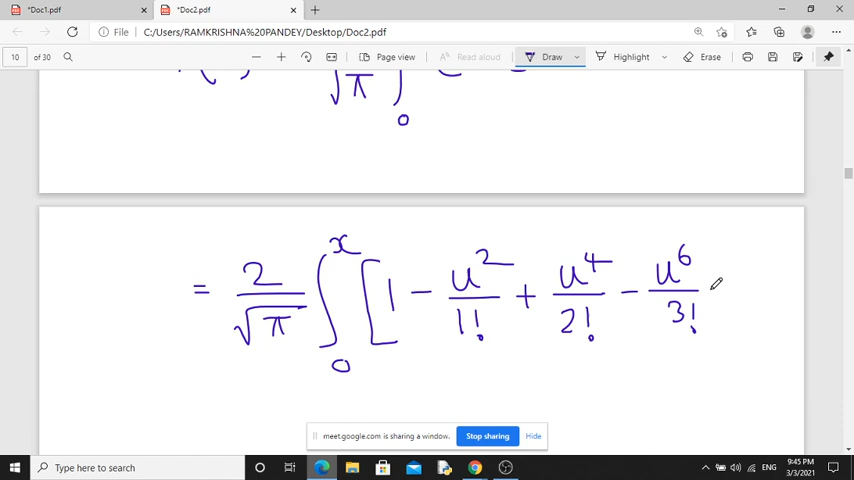 *Doc1.pdf
*Doc2.pdf
File C:/Users/RAMKRISHNA%20PANDEY/Desktop/Doc2.pdf
10 of 30 Page view Read aloud Draw Highlight Erase
√π ∫ 0
= 2/√π ∫₀ˣ [1 - u²/1! + u⁴/2! - u⁶/3!
meet.google.com is sharing a window. Stop sharing Hide
Type here to search
ENG
9:45 PM
3/3/2021